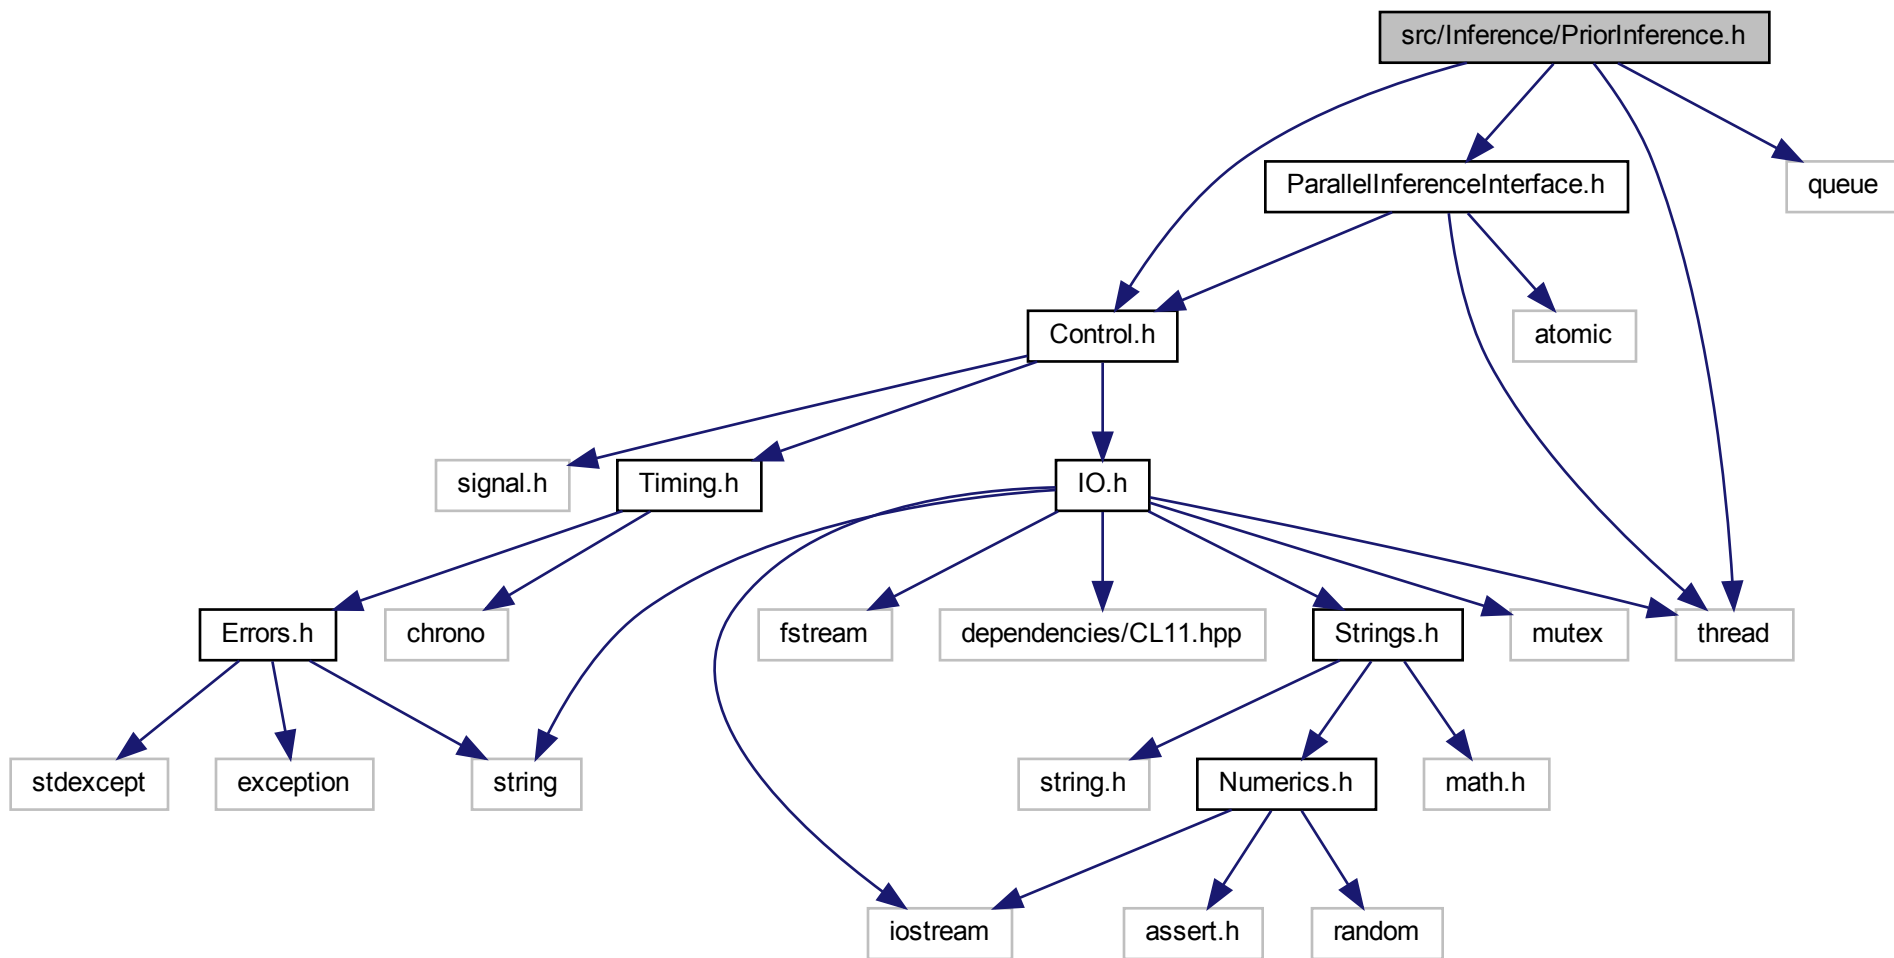 src/Inference/PriorInference.h
ParallelInferenceInterface.h
queue
Control.h
atomic
signal.h
Timing.h
IO.h
Errors.h
chrono
fstream
dependencies/CL11.hpp
Strings.h
mutex
thread
stdexcept
exception
string
string.h
Numerics.h
math.h
iostream
assert.h
random